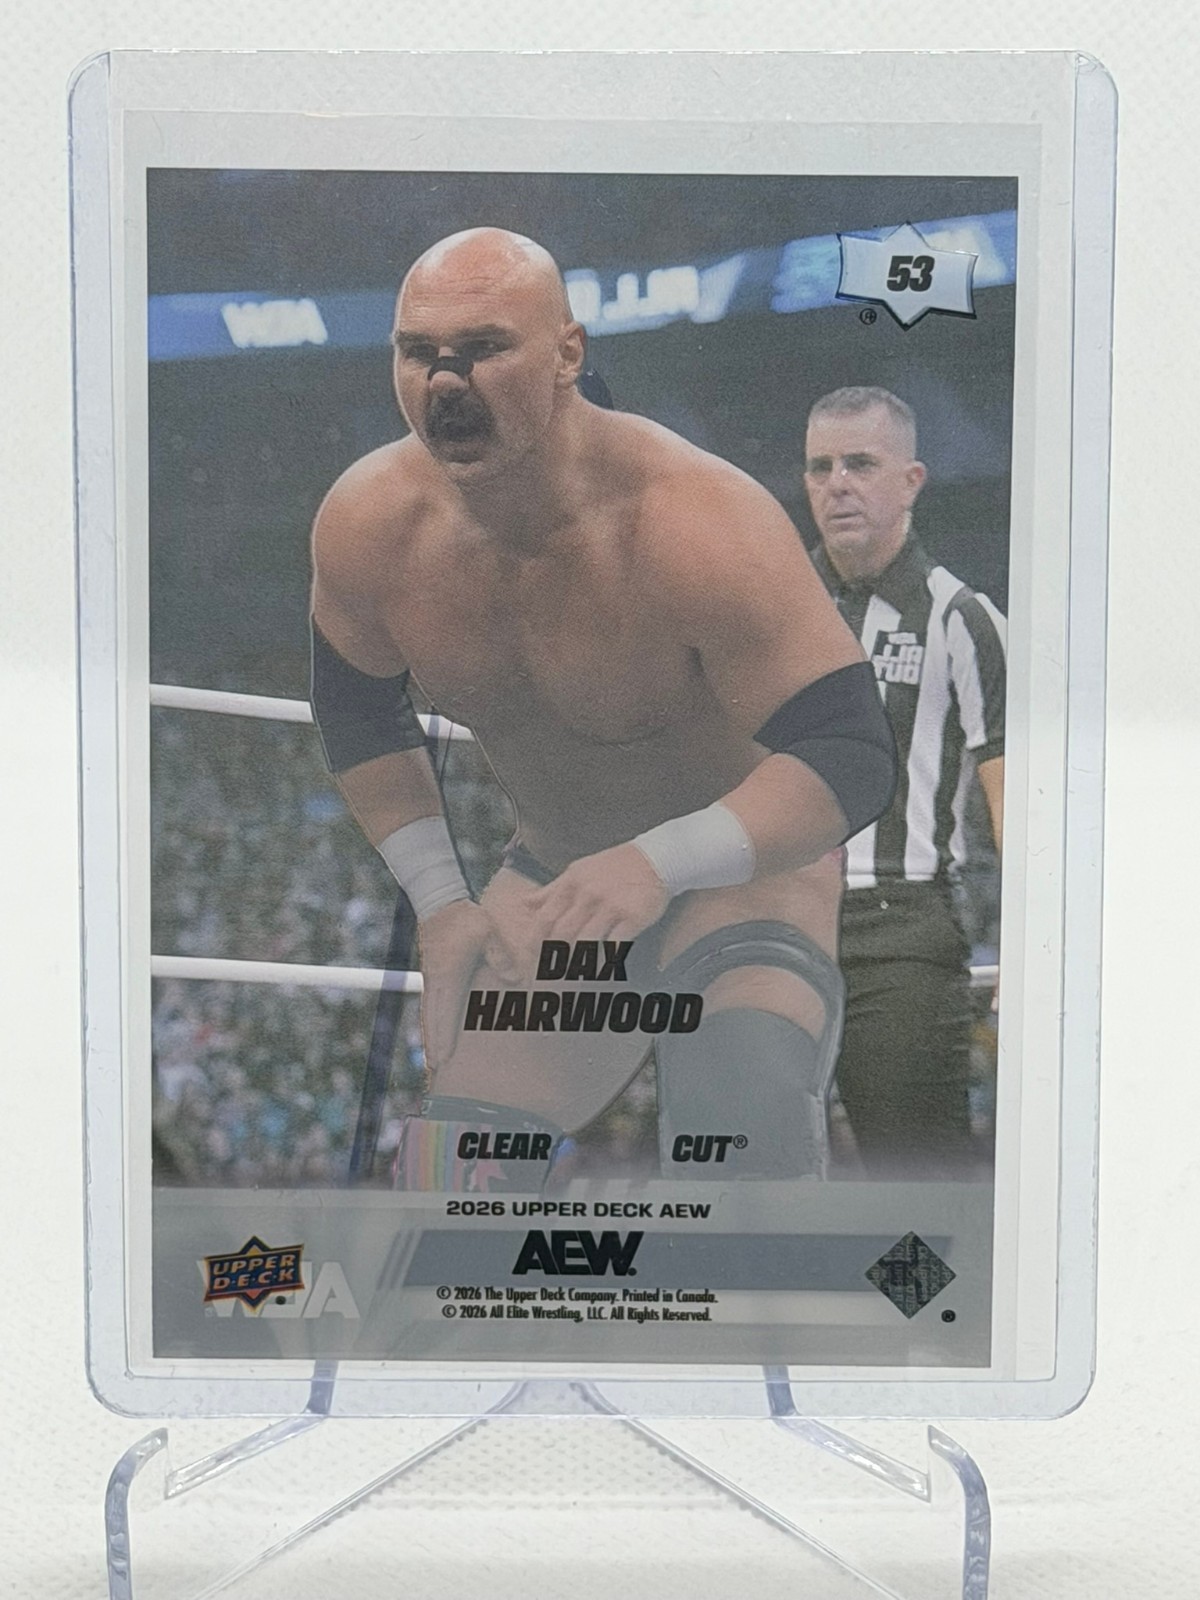 53
®
DAX
HARWOOD
CLEAR CUT®
2026 UPPER DECK AEW
AEW.
UPPER
D·E·C·K
© 2026 The Upper Deck Company. Printed in Canada.
© 2026 All Elite Wrestling, LLC. All Rights Reserved.
®